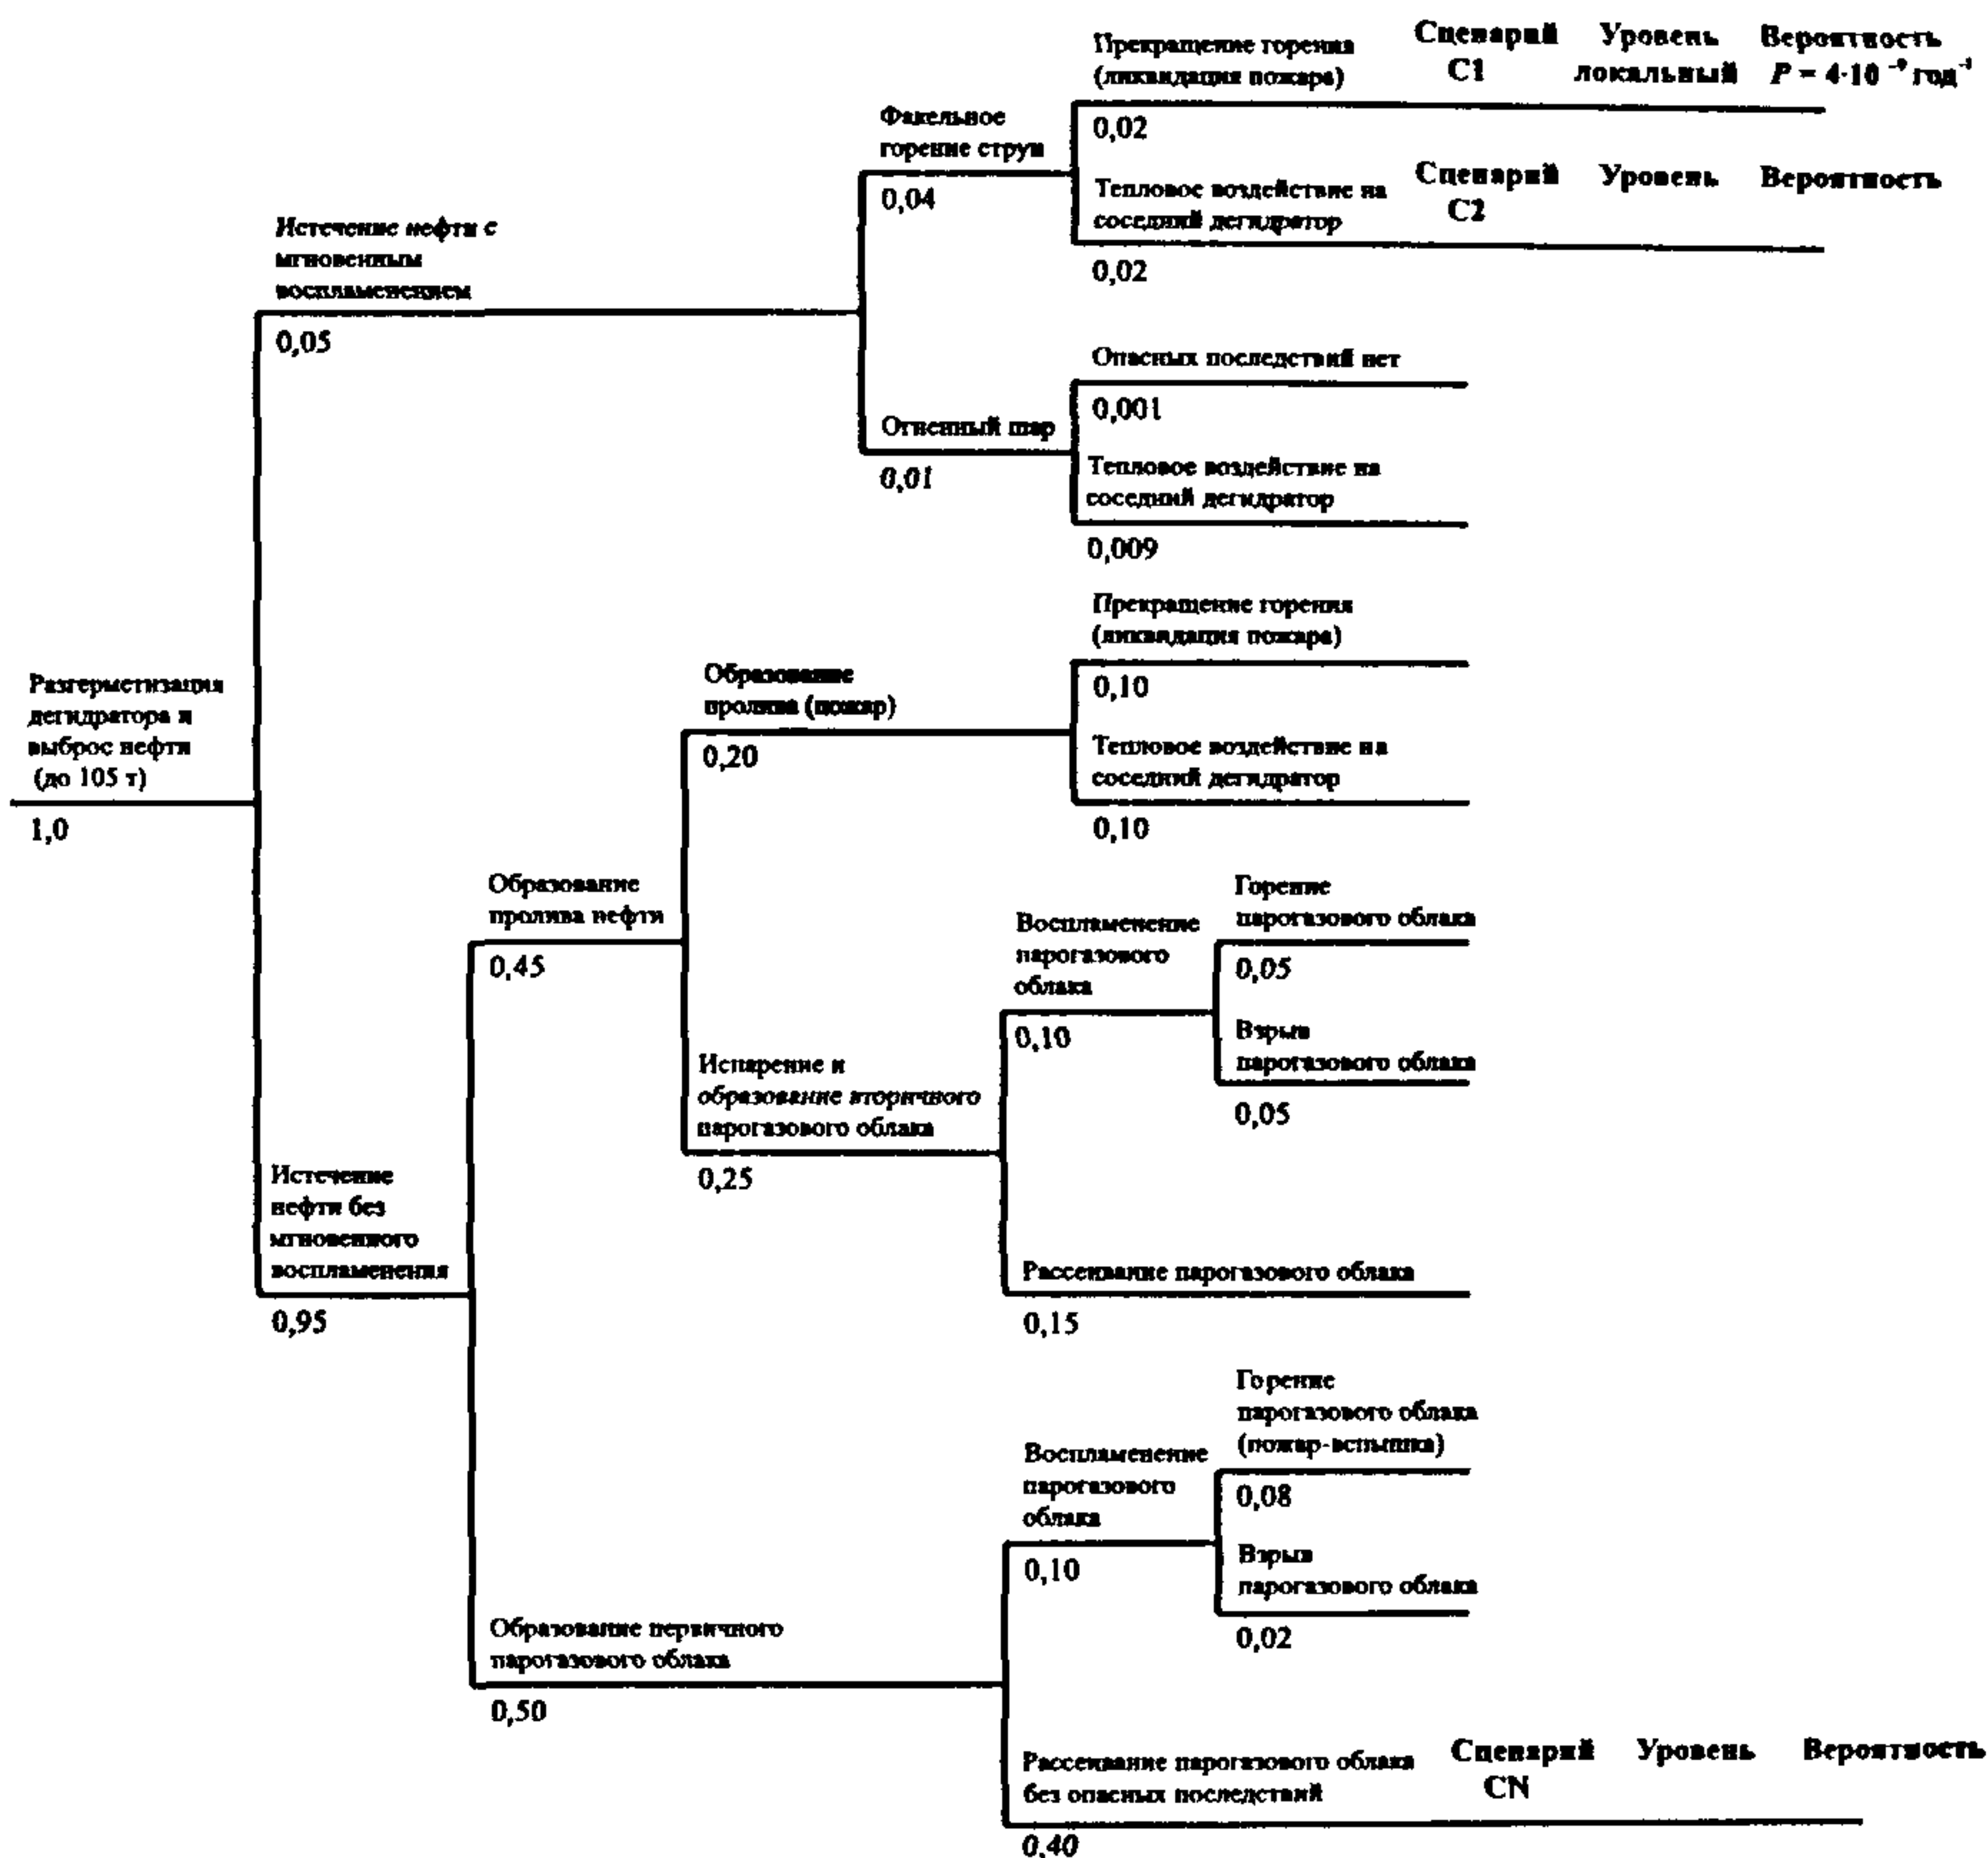 Прекращение горения
(ликвидация пожара)
Сценарий Уровень Вероятность
С1 локальный P = 4·10⁻⁹ год⁻¹
0,02
Факельное
горение струи
0,04
Тепловое воздействие на
соседний дегидратор
Сценарий Уровень Вероятность
С2
0,02
Истечение нефти с
мгновенным
воспламенением
0,05
Опасных последствий нет
0,001
Огненный шар
0,01
Тепловое воздействие на
соседний дегидратор
0,009
Прекращение горения
(ликвидация пожара)
0,10
Образование
пролива (пожар)
0,20
Тепловое воздействие на
соседний дегидратор
0,10
Разгерметизация
дегидратора и
выброс нефти
(до 105 т)
1,0
Образование
пролива нефти
0,45
Горение
парогазового облака
0,05
Воспламенение
парогазового
облака
0,10
Взрыв
парогазового облака
0,05
Испарение и
образование вторичного
парогазового облака
0,25
Истечение
нефти без
мгновенного
воспламенения
0,95
Рассеивание парогазового облака
0,15
Горение
парогазового облака
(пожар-вспышка)
0,08
Воспламенение
парогазового
облака
0,10
Взрыв
парогазового облака
0,02
Образование первичного
парогазового облака
0,50
Рассеивание парогазового облака
без опасных последствий
Сценарий Уровень Вероятность
СN
0,40